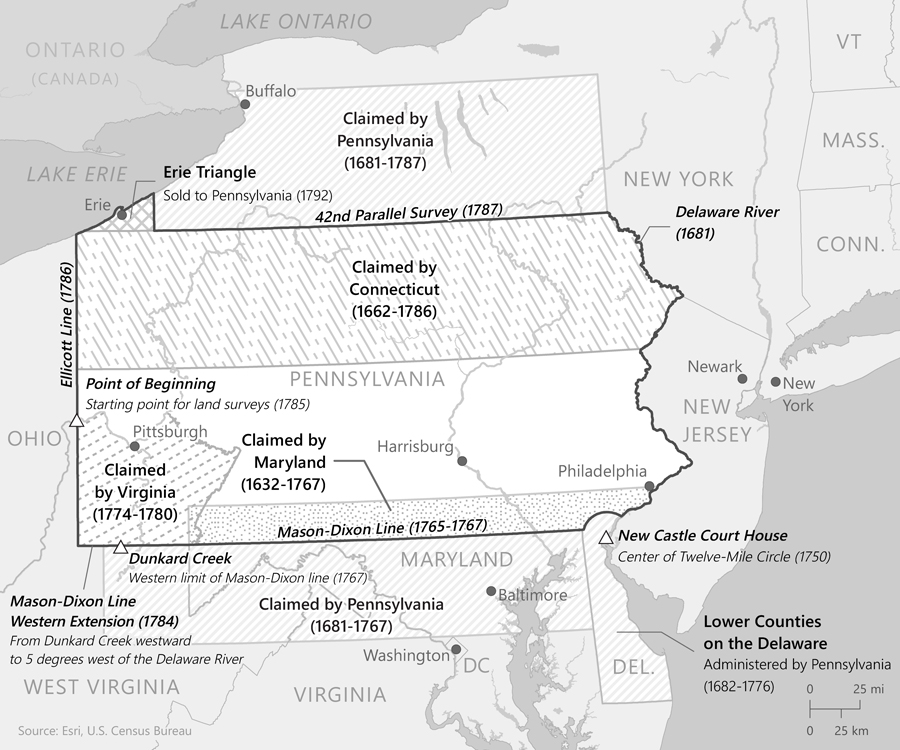 LAKE ONTARIO
ONTARIO
(CANADA)
VT
Buffalo
Claimed by
Pennsylvania
(1681-1787)
MASS.
LAKE ERIE
Erie Triangle
Sold to Pennsylvania (1792)
NEW YORK
Erie
42nd Parallel Survey (1787)
Delaware River
(1681)
CONN.
Claimed by
Connecticut
(1662-1786)
Ellicott Line (1786)
Newark
New
York
Point of Beginning
Starting point for land surveys (1785)
PENNSYLVANIA
NEW
JERSEY
OHIO
Pittsburgh
Claimed by
Maryland
(1632-1767)
Harrisburg
Claimed
by Virginia
(1774-1780)
Philadelphia
Mason-Dixon Line (1765-1767)
New Castle Court House
Center of Twelve-Mile Circle (1750)
Dunkard Creek
Western limit of Mason-Dixon line (1767)
MARYLAND
Mason-Dixon Line
Western Extension (1784)
From Dunkard Creek westward
to 5 degrees west of the Delaware River
Claimed by Pennsylvania
(1681-1767)
Baltimore
Lower Counties
on the Delaware
Administered by Pennsylvania
(1682-1776)
Washington
DC
DEL.
WEST VIRGINIA
VIRGINIA
0 25 mi
0 25 km
Source: Esri, U.S. Census Bureau